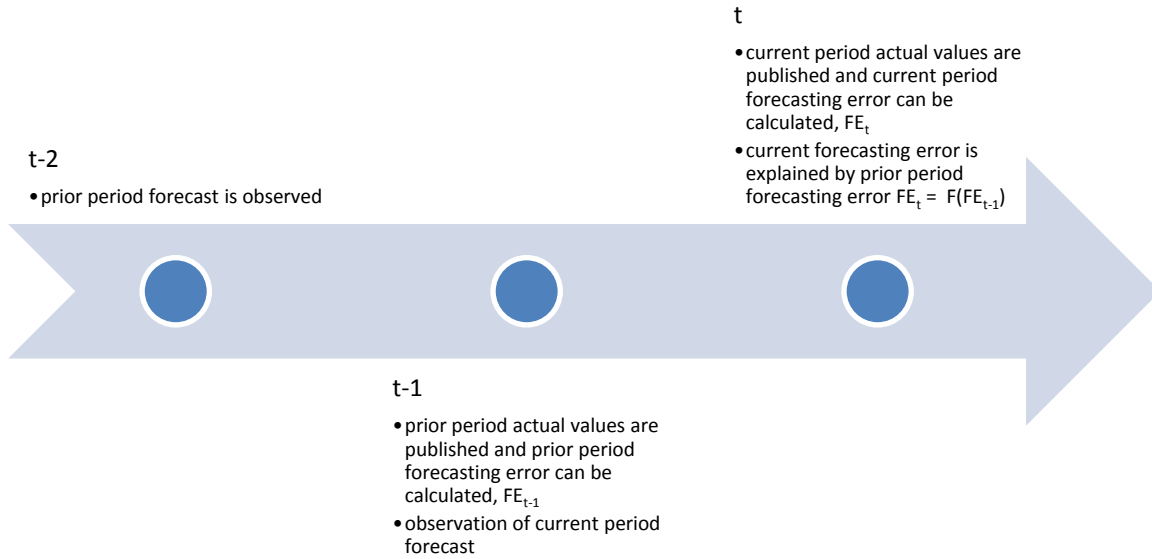 t-2
•prior period forecast is observed
t-1
•prior period actual values are
published and prior period
forecasting error can be
calculated, FEt-1
•observation of current period
forecast
t
•current period actual values are
published and current period
forecasting error can be
calculated, FEt
•current forecasting error is
explained by prior period
forecasting error FEt = F(FEt-1)